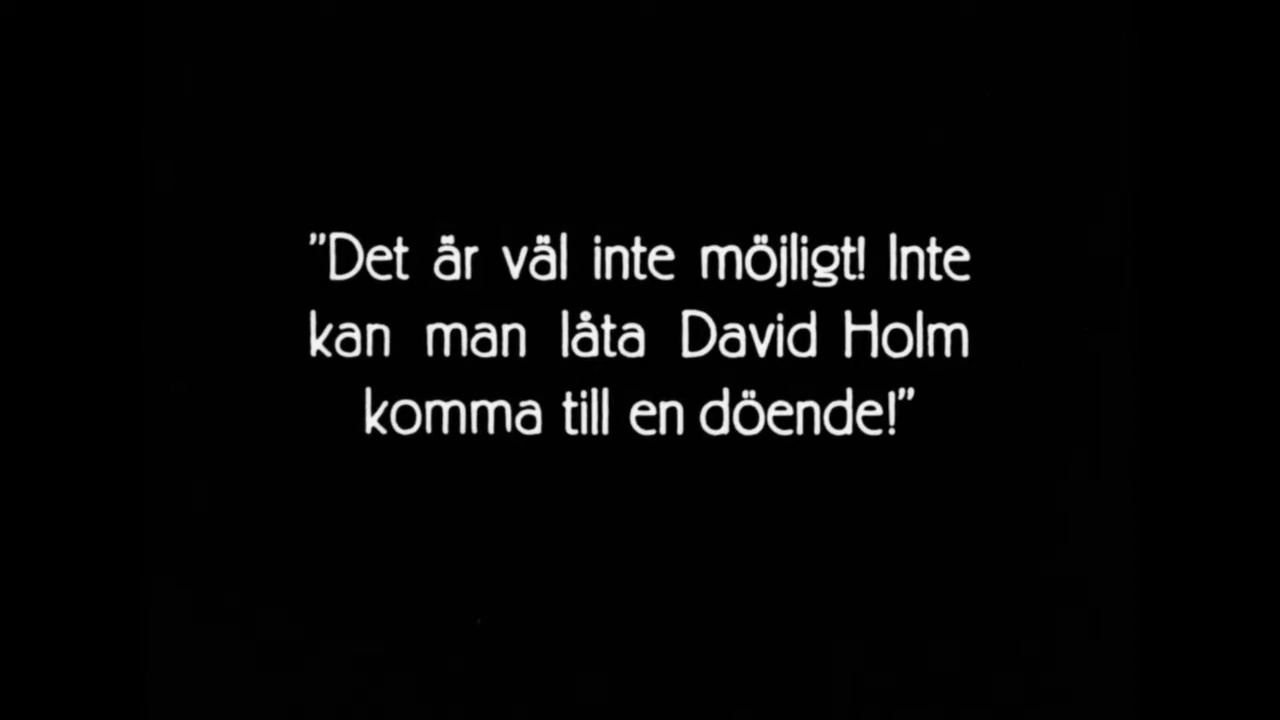 ”Det är väl inte möjligt! Inte
kan man låta David Holm
komma till en döende!”